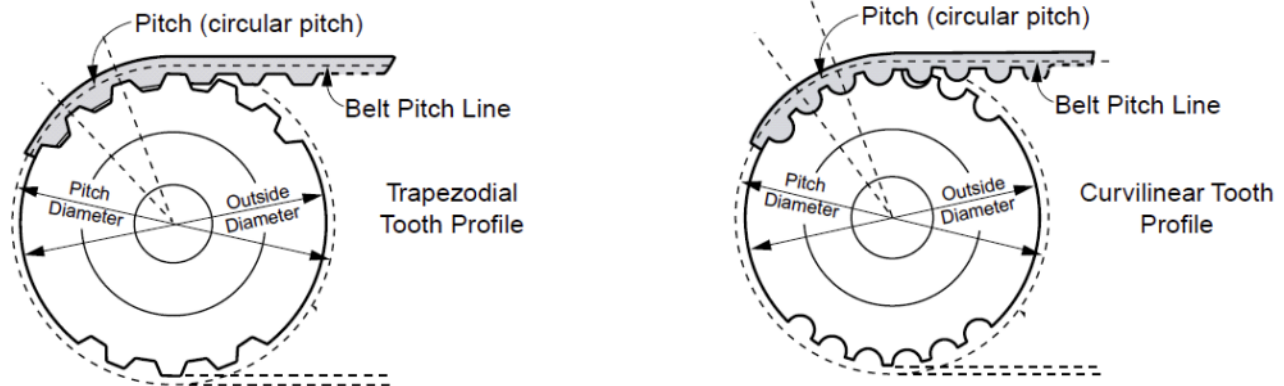 Pitch (circular pitch)
Belt Pitch Line
Pitch
Diameter
Outside
Diameter
Trapezodial
Tooth Profile
Pitch (circular pitch)
Belt Pitch Line
Pitch
Diameter
Outside
Diameter
Curvilinear Tooth
Profile